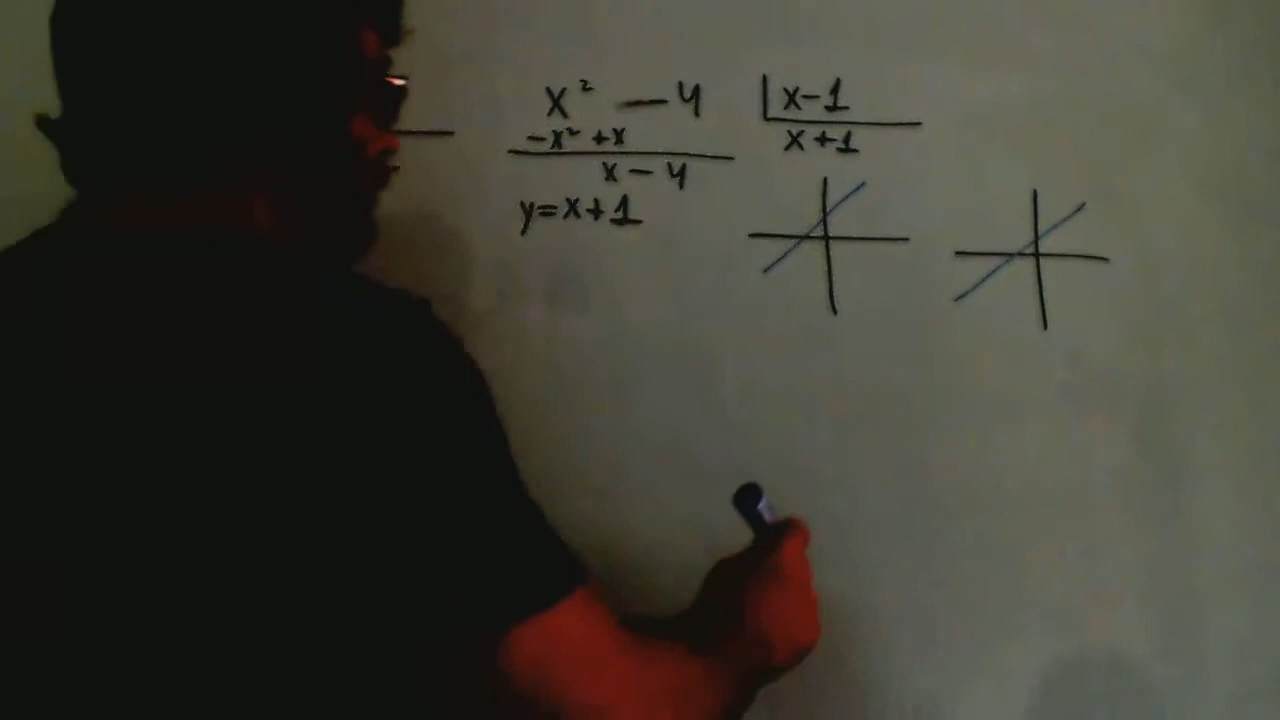 x² - 4 |x-1
-x² +x x+1
x - 4
y=x+1